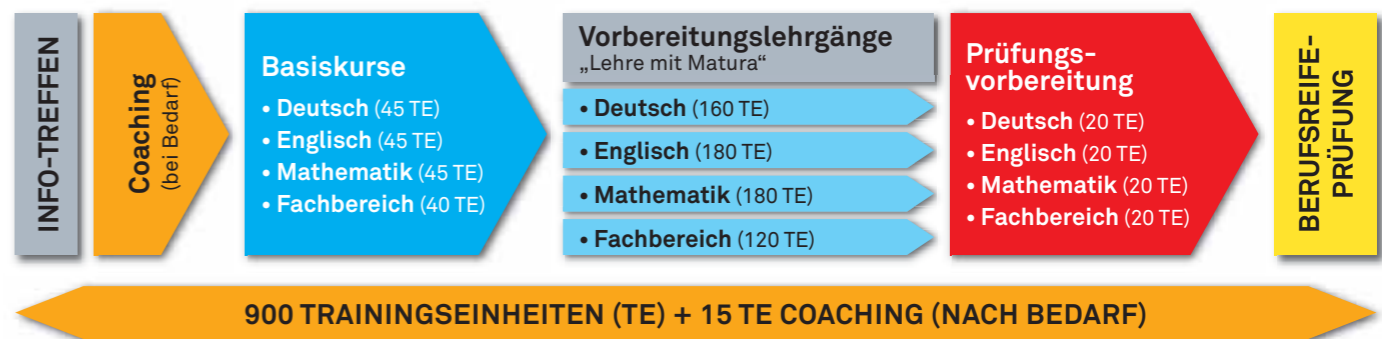 INFO-TREFFEN
Coaching
(bei Bedarf)
Basiskurse
• Deutsch (45 TE)
• Englisch (45 TE)
• Mathematik (45 TE)
• Fachbereich (40 TE)
Vorbereitungslehrgänge
„Lehre mit Matura“
• Deutsch (160 TE)
• Englisch (180 TE)
• Mathematik (180 TE)
• Fachbereich (120 TE)
Prüfungs-
vorbereitung
• Deutsch (20 TE)
• Englisch (20 TE)
• Mathematik (20 TE)
• Fachbereich (20 TE)
BERUFSREIFE-
PRÜFUNG
900 TRAININGSEINHEITEN (TE) + 15 TE COACHING (NACH BEDARF)